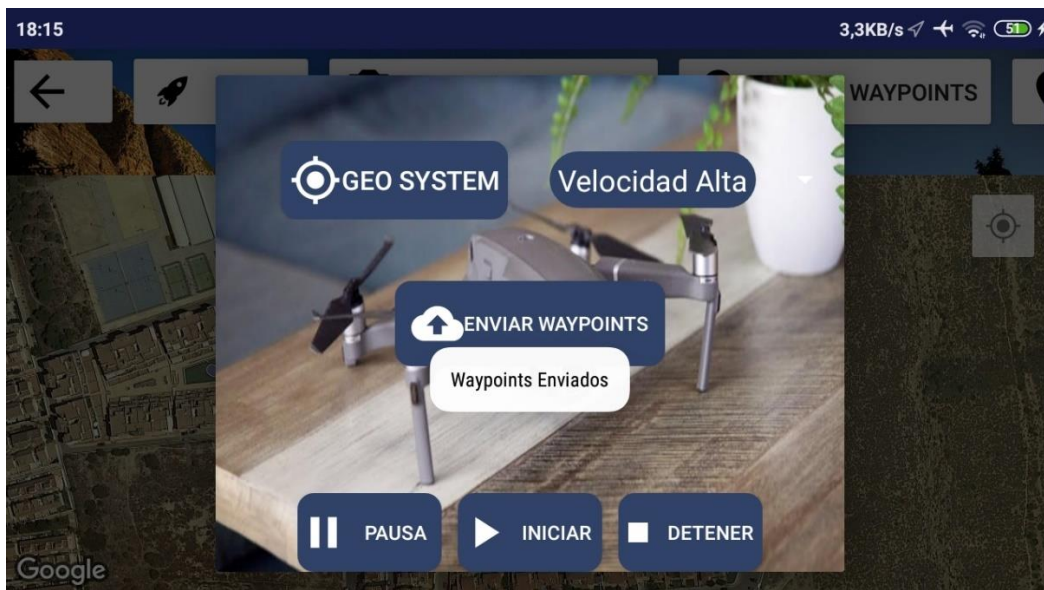 18:15
3,3KB/s 51
WAYPOINTS
GEO SYSTEM
Velocidad Alta
ENVIAR WAYPOINTS
Waypoints Enviados
PAUSA
INICIAR
DETENER
Google